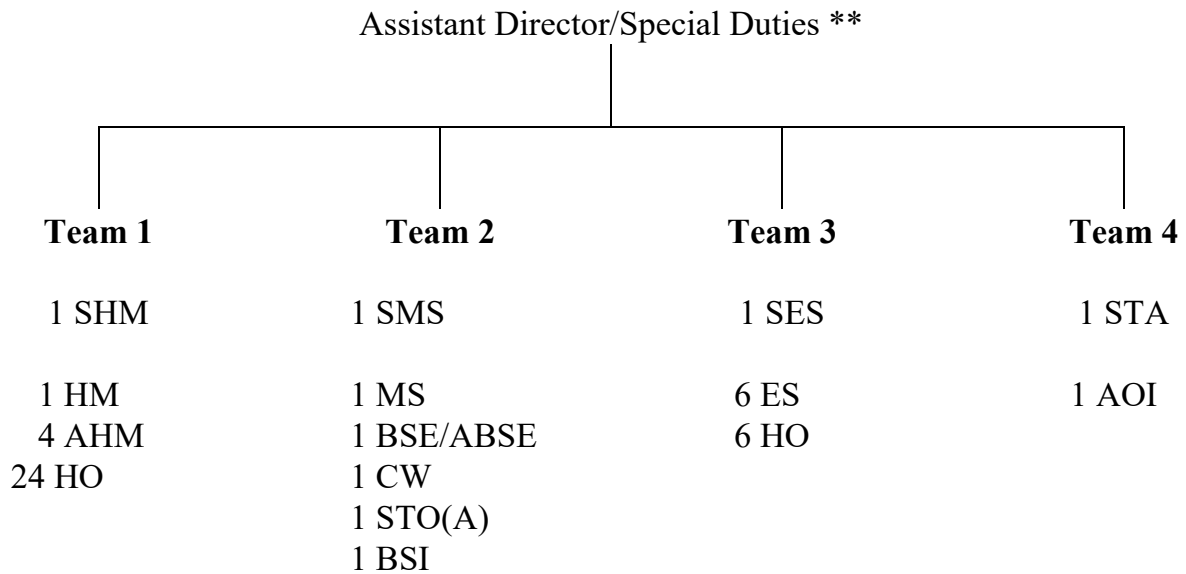 Assistant Director/Special Duties **
Team 1 Team 2 Team 3 Team 4
1 SHM 1 SMS 1 SES 1 STA
1 HM 1 MS 6 ES 1 AOI
4 AHM 1 BSE/ABSE 6 HO
24 HO 1 CW
1 STO(A)
1 BSI